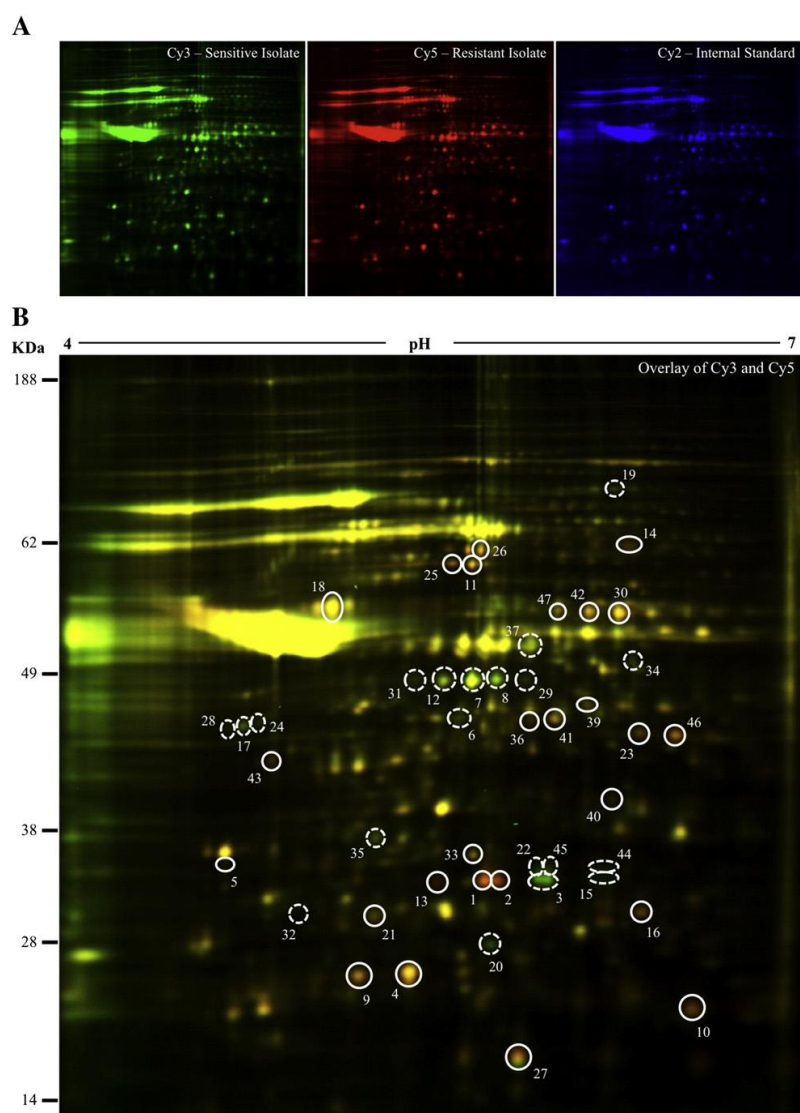 A
Cy3 – Sensitive Isolate
Cy5 – Resistant Isolate
Cy2 – Internal Standard
B
4 pH 7
KDa
Overlay of Cy3 and Cy5
188
19
62
14
26
25
11
18
47 42 30
37
34
49
31 12 7 8 29
39
28 17 24
6
36 41
23
46
43
40
38
35
33
22 45 44
5
13 1 2 3 15
32
21
16
28
20
9 4
10
27
14